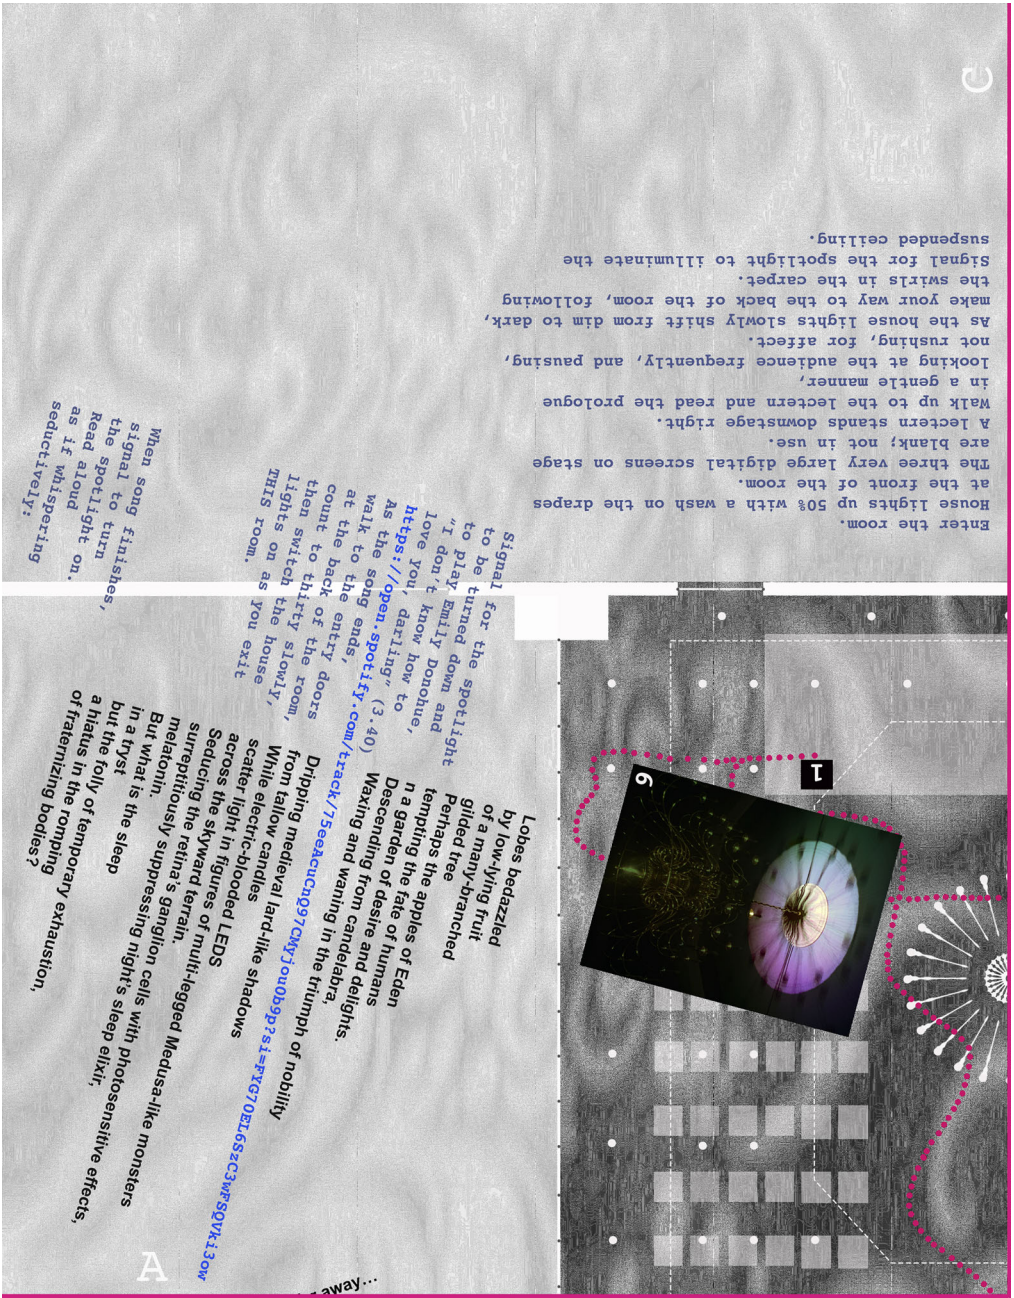 C
Enter the room.
House lights up 50% with a wash on the drapes
at the front of the room.
The three very large digital screens on stage
are blank; not in use.
A lectern stands downstage right.
Walk up to the lectern and read the prologue
in a gentle manner,
looking at the audience frequently, and pausing,
not rushing, for affect.
As the house lights slowly shift from dim to dark,
make your way to the back of the room, following
the swirls in the carpet.
Signal for the spotlight to illuminate the
suspended ceiling.
Signal for the spotlight
to be turned down and
to play Emily Donohue,
"I don't know how to
love you, darling" (3.40)
https://open.spotify.com/track/75eeAcuCnQ97CMYjouOb9p?si=FYG7OEL6SzC3wFSQVki3ow
As the song ends,
walk to the entry doors
at the back of the room,
count to thirty slowly,
then switch the house
lights on as you exit
THIS room.
When song finishes,
signal to turn
the spotlight on.
Read aloud
as if whispering
seductively:
Lobes bedazzled
by low-lying fruit
of a many-branched
gilded tree
Perhaps the apples of Eden
tempting the fate of humans
in a garden of desire and delights.
Descending from candelabra,
Waxing and waning in the triumph of nobility
Dripping medieval lard-like shadows
from tallow candles
While electric-blooded LEDS
scatter light in figures of multi-legged Medusa-like monsters
across the skyward terrain.
Seducing the retina's ganglion cells with photosensitive effects,
surreptitiously supressing night's sleep elixir,
melatonin.
But what is the sleep
in a tryst
but the folly of temporary exhaustion,
a hiatus in the romping
of fraternizing bodies?
1
6
A
away...